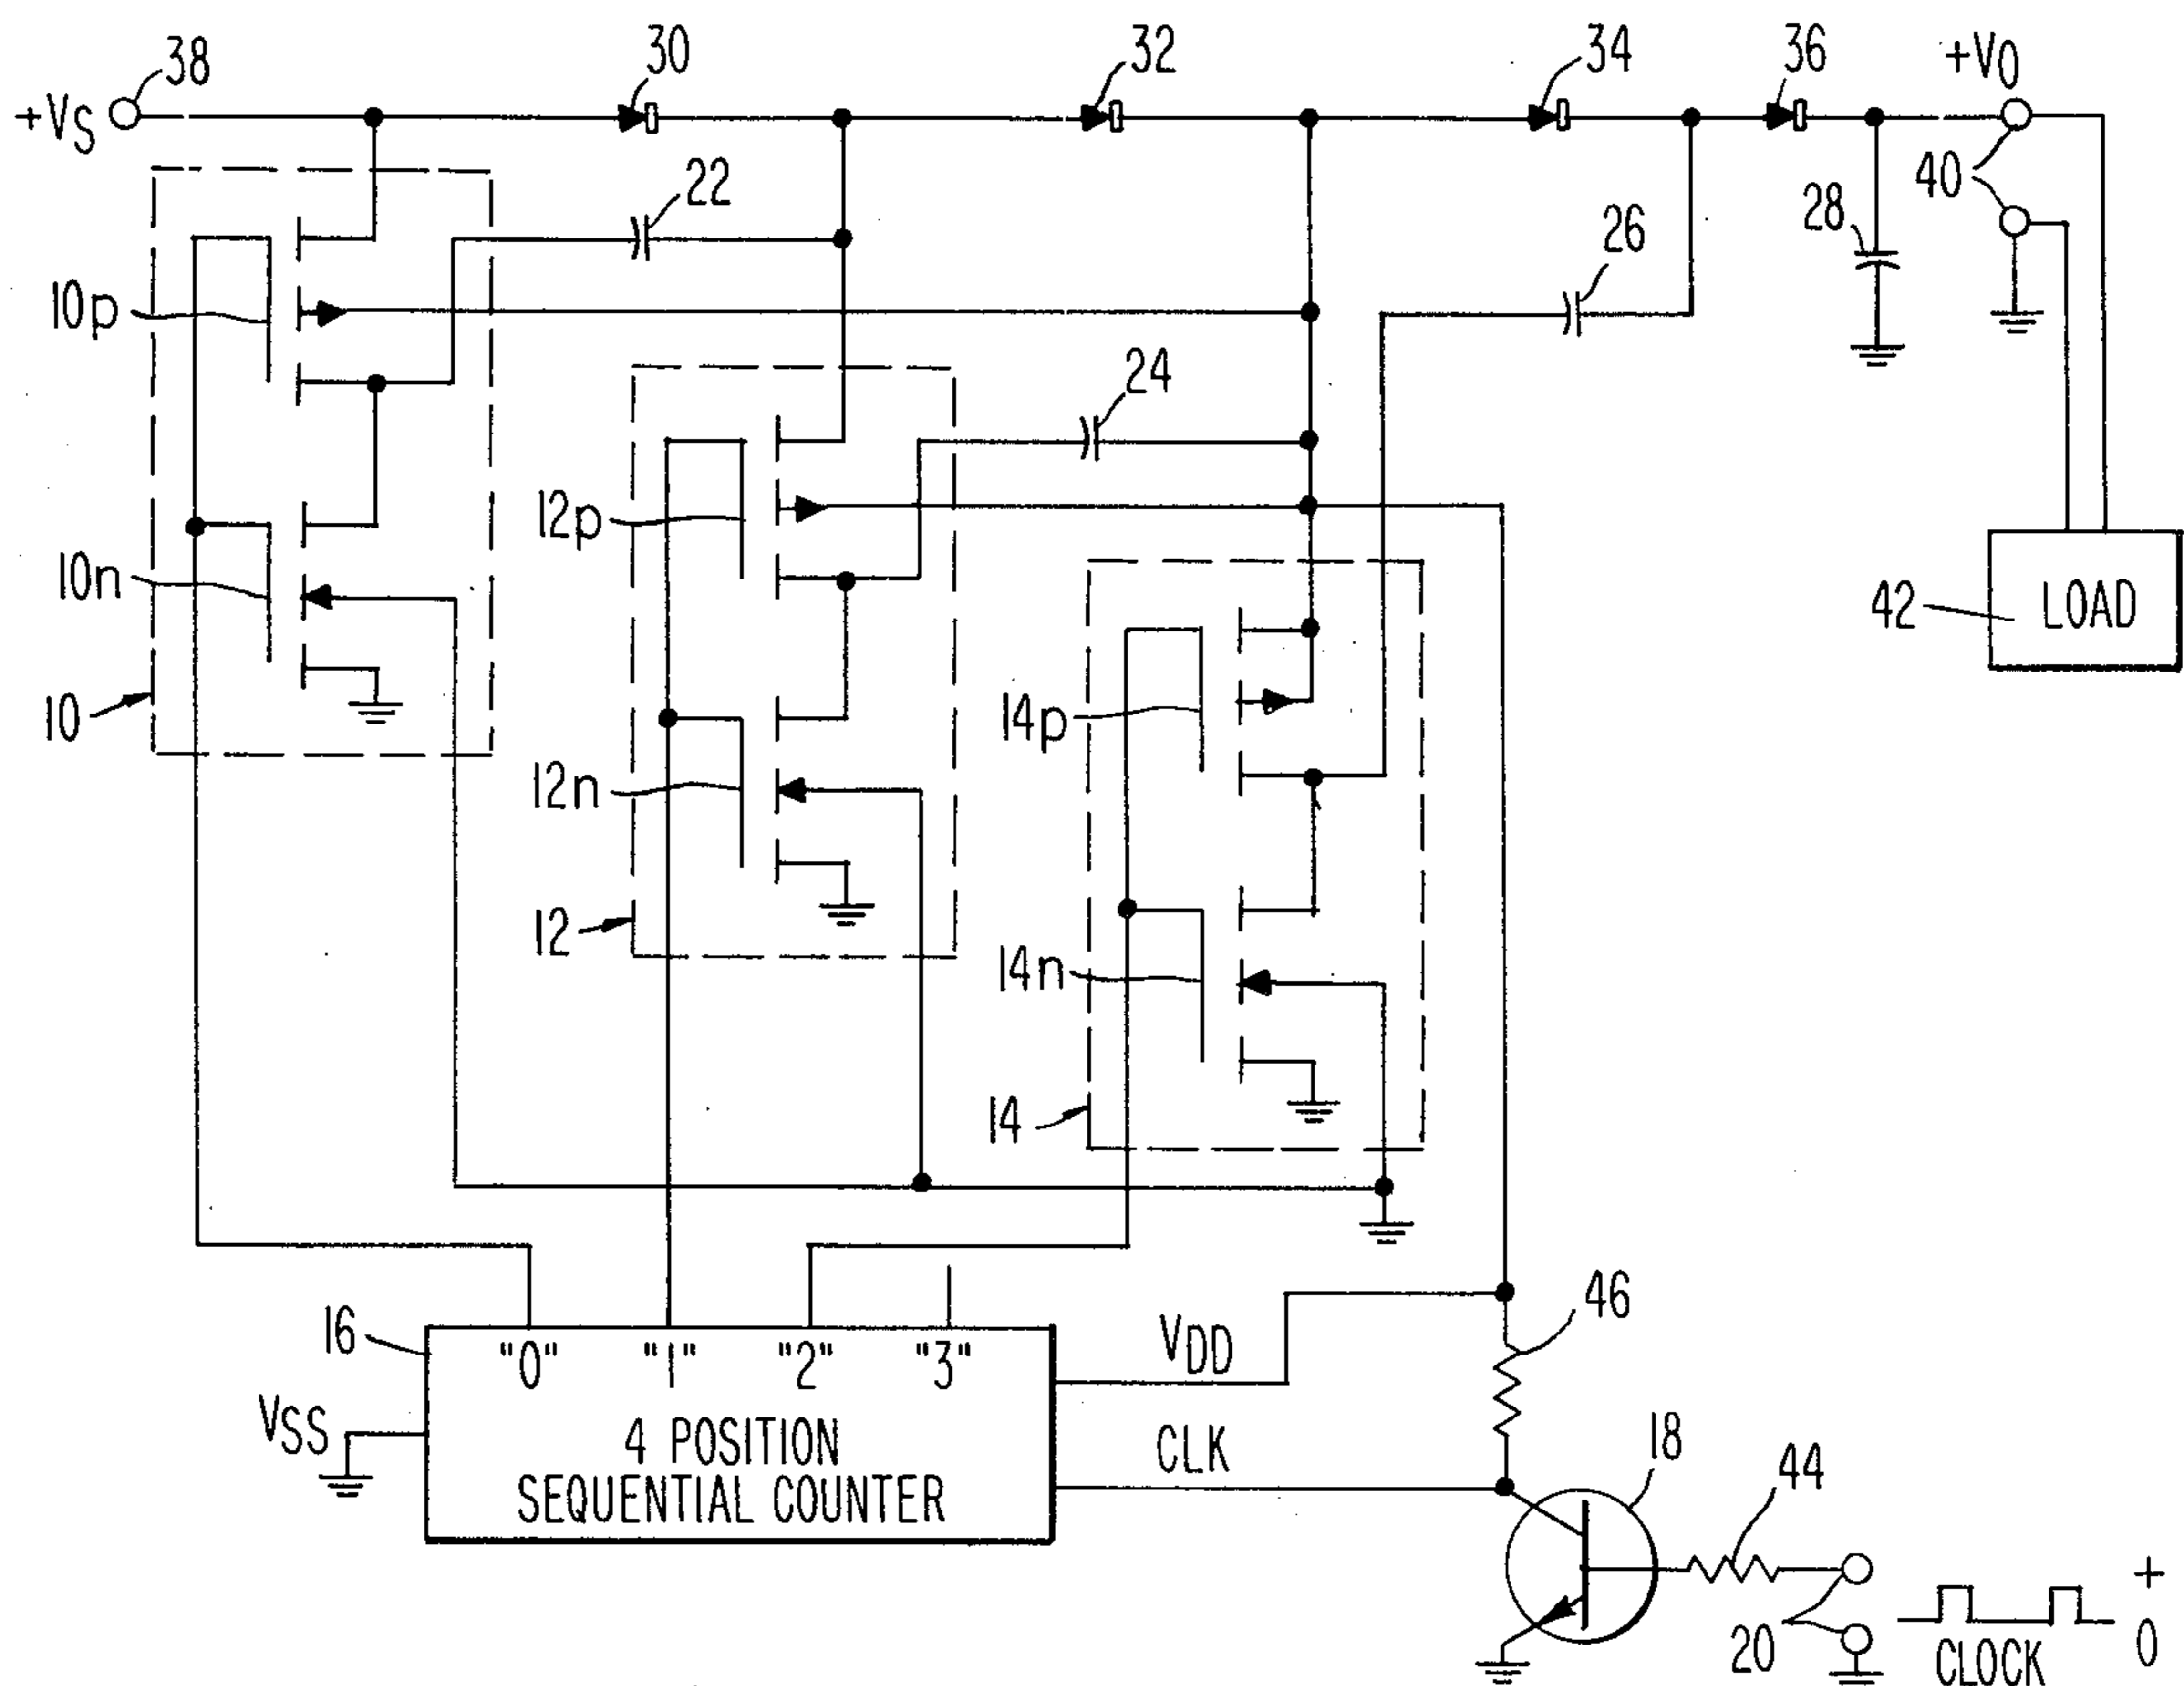 38
30
32
34
36
+VO
+VS
22
40
28
26
10p
24
12p
10n
42
LOAD
10
14p
12n
12
14n
14
46
16
"0"
"1"
"2"
"3"
VDD
VSS
4 POSITION
SEQUENTIAL COUNTER
CLK
18
44
20
CLOCK
+
0